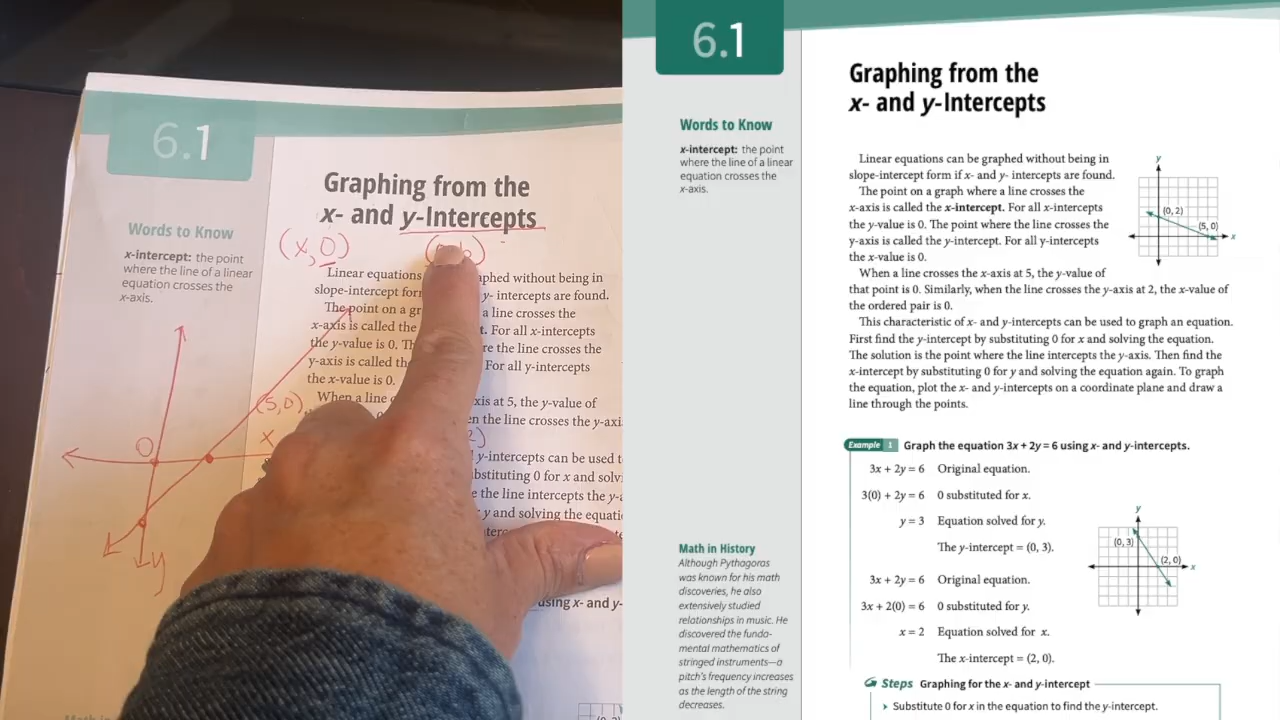 6.1
Graphing from the
x- and y-Intercepts
(x, 0)
Words to Know
x-intercept: the point
where the line of a linear
equation crosses the
x-axis.
Linear equations aphed without being in
slope-intercept for y- intercepts are found.
The point on a gr a line crosses the
x-axis is called the t. For all x-intercepts
the y-value is 0. Th re the line crosses the
y-axis is called th For all y-intercepts
the x-value is 0.
When a line xis at 5, the y-value of
en the line crosses the y-axi
y-intercepts can be used t
bstituting 0 for x and solv
e the line intercepts the y-a
y and solving the equati
using x- and y-
(5,0)
0
x
y
6.1
Graphing from the
x- and y-Intercepts
Words to Know
x-intercept: the point
where the line of a linear
equation crosses the
x-axis.
Linear equations can be graphed without being in
slope-intercept form if x- and y- intercepts are found.
The point on a graph where a line crosses the
x-axis is called the x-intercept. For all x-intercepts
the y-value is 0. The point where the line crosses the
y-axis is called the y-intercept. For all y-intercepts
the x-value is 0.
When a line crosses the x-axis at 5, the y-value of
that point is 0. Similarly, when the line crosses the y-axis at 2, the x-value of
the ordered pair is 0.
This characteristic of x- and y-intercepts can be used to graph an equation.
First find the y-intercept by substituting 0 for x and solving the equation.
The solution is the point where the line intercepts the y-axis. Then find the
x-intercept by substituting 0 for y and solving the equation again. To graph
the equation, plot the x- and y-intercepts on a coordinate plane and draw a
line through the points.
y
(0, 2)
(5, 0)
x
Example 1 Graph the equation 3x + 2y = 6 using x- and y-intercepts.
3x + 2y = 6 Original equation.
3(0) + 2y = 6 0 substituted for x.
y = 3 Equation solved for y.
The y-intercept = (0, 3).
3x + 2y = 6 Original equation.
3x + 2(0) = 6 0 substituted for y.
x = 2 Equation solved for x.
The x-intercept = (2, 0).
y
(0, 3)
(2, 0)
x
Math in History
Although Pythagoras
was known for his math
discoveries, he also
extensively studied
relationships in music. He
discovered the funda-
mental mathematics of
stringed instruments—a
pitch's frequency increases
as the length of the string
decreases.
Steps Graphing for the x- and y-intercept
Substitute 0 for x in the equation to find the y-intercept.